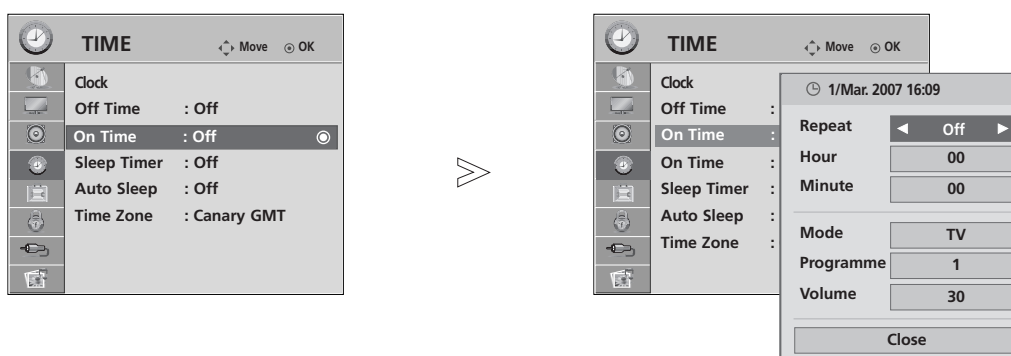 TIME Move OK
Clock
Off Time : Off
On Time : Off
Sleep Timer : Off
Auto Sleep : Off
Time Zone : Canary GMT
TIME Move OK
Clock
Off Time :
On Time :
On Time :
Sleep Timer :
Auto Sleep :
Time Zone :
1/Mar. 2007 16:09
Repeat ◀ Off ▶
Hour 00
Minute 00
Mode TV
Programme 1
Volume 30
Close